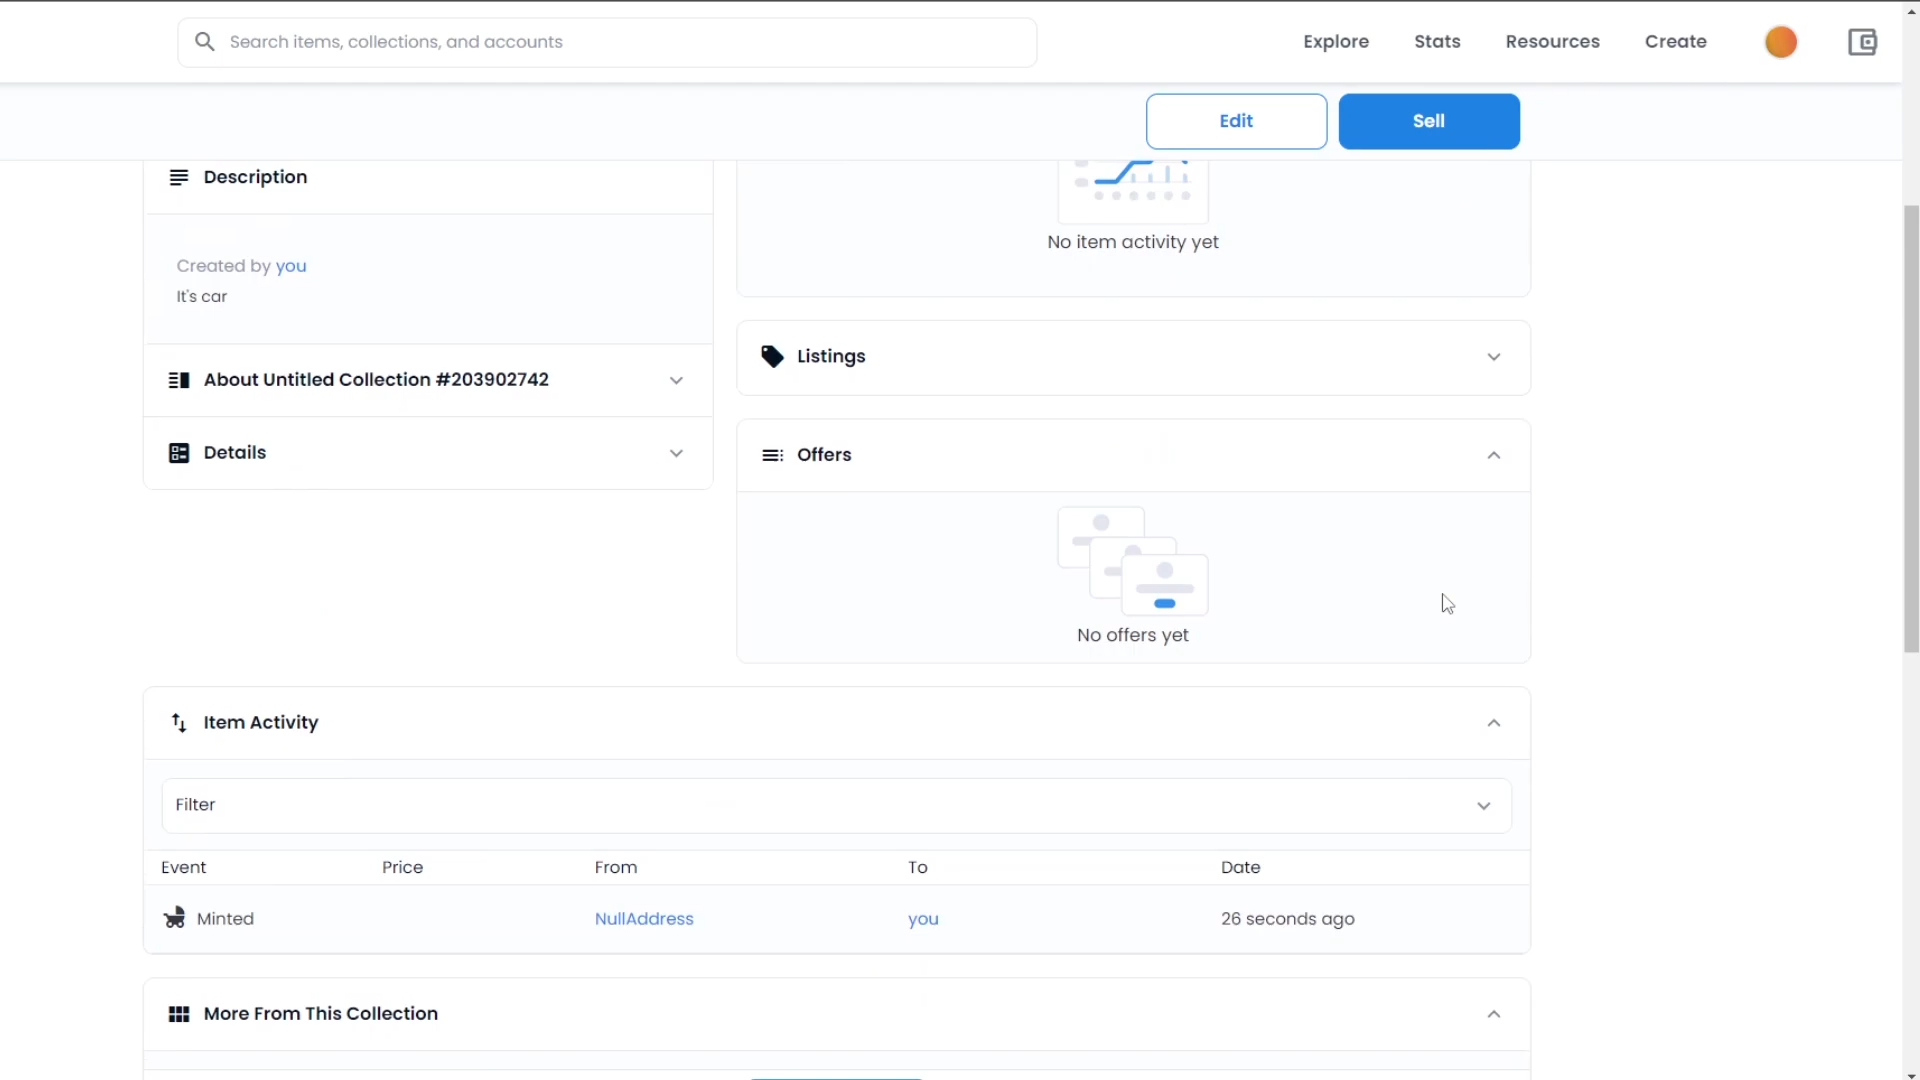 Search items, collections, and accounts
Explore
Stats
Resources
Create
Edit
Sell
Description
Created by you
It's car
About Untitled Collection #203902742
Details
No item activity yet
Listings
Offers
No offers yet
Item Activity
Filter
Event Price From To Date
Minted NullAddress you 26 seconds ago
More From This Collection